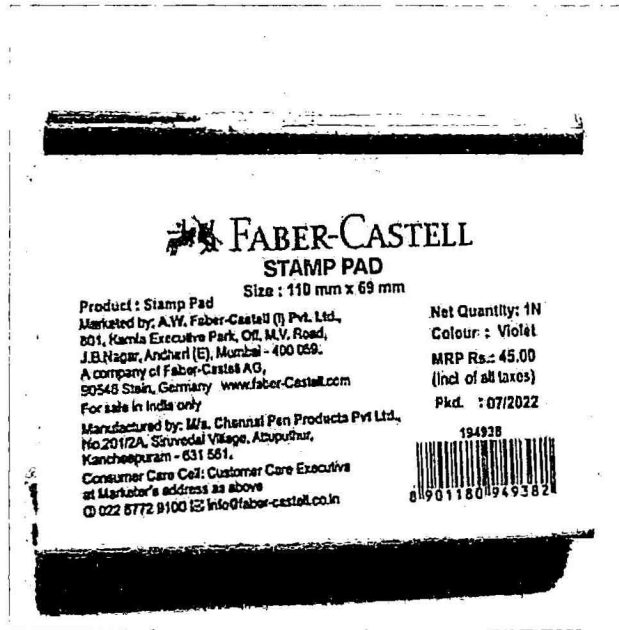 FABER-CASTELL
STAMP PAD
Size : 110 mm x 69 mm
Product : Stamp Pad
Marketed by: A.W. Faber-Castell (I) Pvt. Ltd.,
801, Kamla Executive Park, Off. M.V. Road,
J.B.Nagar, Andheri (E), Mumbai - 400 059.
A company of Faber-Castell AG,
90546 Stein, Germany www.faber-Castell.com
For sale in India only
Manufactured by: M/s. Chennai Pen Products Pvt Ltd.,
No.201/2A, Siruvedal Village, Atuputhur,
Kancheepuram - 631 561.
Consumer Care Cell: Customer Care Executive
at Marketer's address as above
022 6772 9100 info@faber-castell.co.in
Net Quantity: 1N
Colour : Violet
MRP Rs.: 45.00
(Incl of all taxes)
Pkd. : 07/2022
194938
8 901180 949382